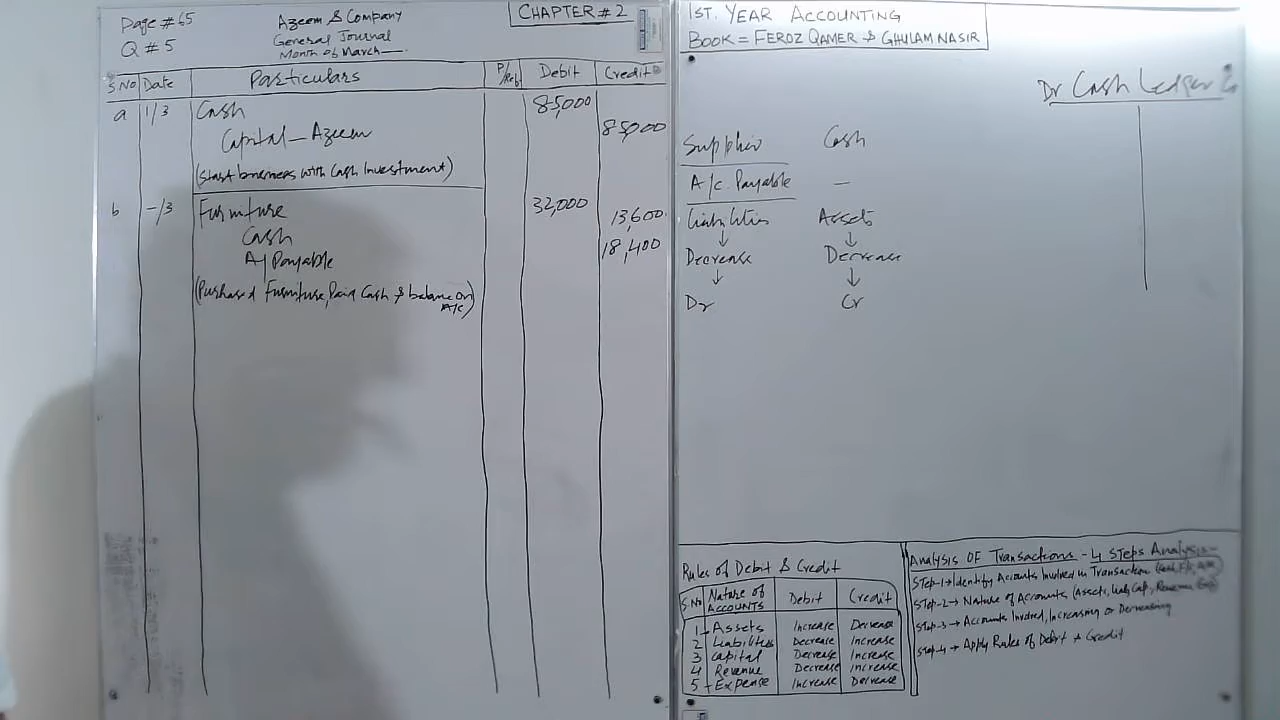 Page # 65
Q # 5
Azeem & Company
General Journal
Month of March
CHAPTER # 2
S.No Date Particulars P/Ref Debit Credit
a 1/3 Cash 85,000
Capital - Azeem 85,000
(Start business with Cash Investment)
b -/3 Furniture 32,000
Cash 13,600
A/Payable 18,400
(Purchased Furniture, Paid Cash & balance on A/c)
1ST. YEAR ACCOUNTING
BOOK = FEROZ QAMER & GHULAM NASIR
Dr Cash Ledger
Supplier Cash
A/c. Payable —
Liabilities Assets
↓ ↓
Decrease Decrease
↓ ↓
Dr Cr
Rules of Debit & Credit
S.No Nature of ACCOUNTS Debit Credit
1 Assets Increase Decrease
2 Liabilities Decrease Increase
3 Capital Decrease Increase
4 Revenue Decrease Increase
5 Expense Increase Decrease
Analysis OF Transactions - 4 Steps Analysis -
Step-1 → Identify Accounts Involved in Transaction
Step-2 → Nature of Accounts (Assets, Liab, Cap, Revenue, Exp)
Step-3 → Accounts Involved, Increasing or Decreasing
Step-4 → Apply Rules of Debit & Credit